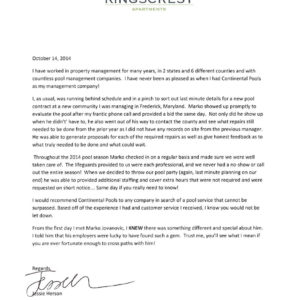 KINGSCREST
APARTMENTS
October 14, 2014
I have worked in property management for many years, in 2 states and 6 different counties and with
countless pool management companies. I have never been as pleased as when I had Continental Pools
as my management company!
I, as usual, was running behind schedule and in a pinch to sort out last minute details for a new pool
contract at a new community I was managing in Frederick, Maryland. Marko showed up promptly to
evaluate the pool after my frantic phone call and provided a bid the same day. Not only did he show up
when he didn't have to, he also went out of his way to contact the county and see what repairs still
needed to be done from the prior year as I did not have any records on site from the previous manager.
He was able to generate proposals for each of the required repairs as well as give honest feedback as to
what truly needed to be done and what could wait.
Throughout the 2014 pool season Marko checked in on a regular basis and made sure we were well
taken care of. The lifeguards provided to us were each professional, and we never had a no show or call
out the entire season! When we decided to throw our pool party (again, last minute planning on our
end) he was able to provided additional staffing and cover extra hours that were not required and were
requested on short notice... Same day if you really need to know!
I would recommend Continental Pools to any company in search of a pool service that cannot be
surpassed. Based off of the experience I had and customer service I received, I know you would not be
let down.
From the first day I met Marko Jovanovic, I KNEW there was something different and special about him.
I told him that his employers were lucky to have found such a gem. Trust me, you'll see what I mean if
you are ever fortunate enough to cross paths with him!
Regards,
Jessie Herson